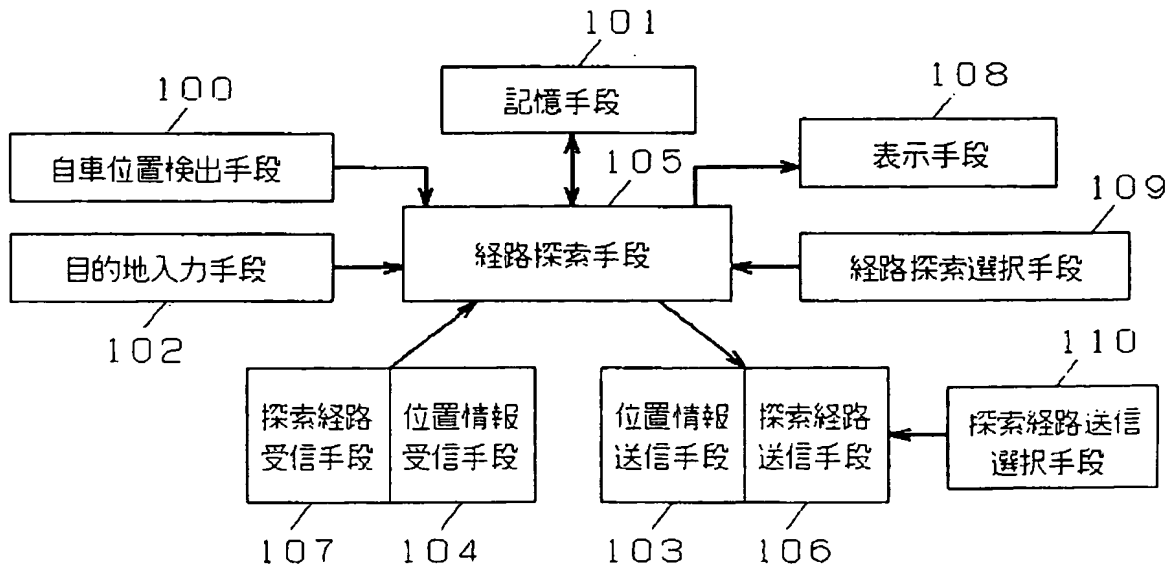 101
記憶手段
100
自車位置検出手段
108
表示手段
105
経路探索手段
109
経路探索選択手段
目的地入力手段
102
探索経路
受信手段
位置情報
受信手段
位置情報
送信手段
探索経路
送信手段
110
探索経路送信
選択手段
107
104
103
106